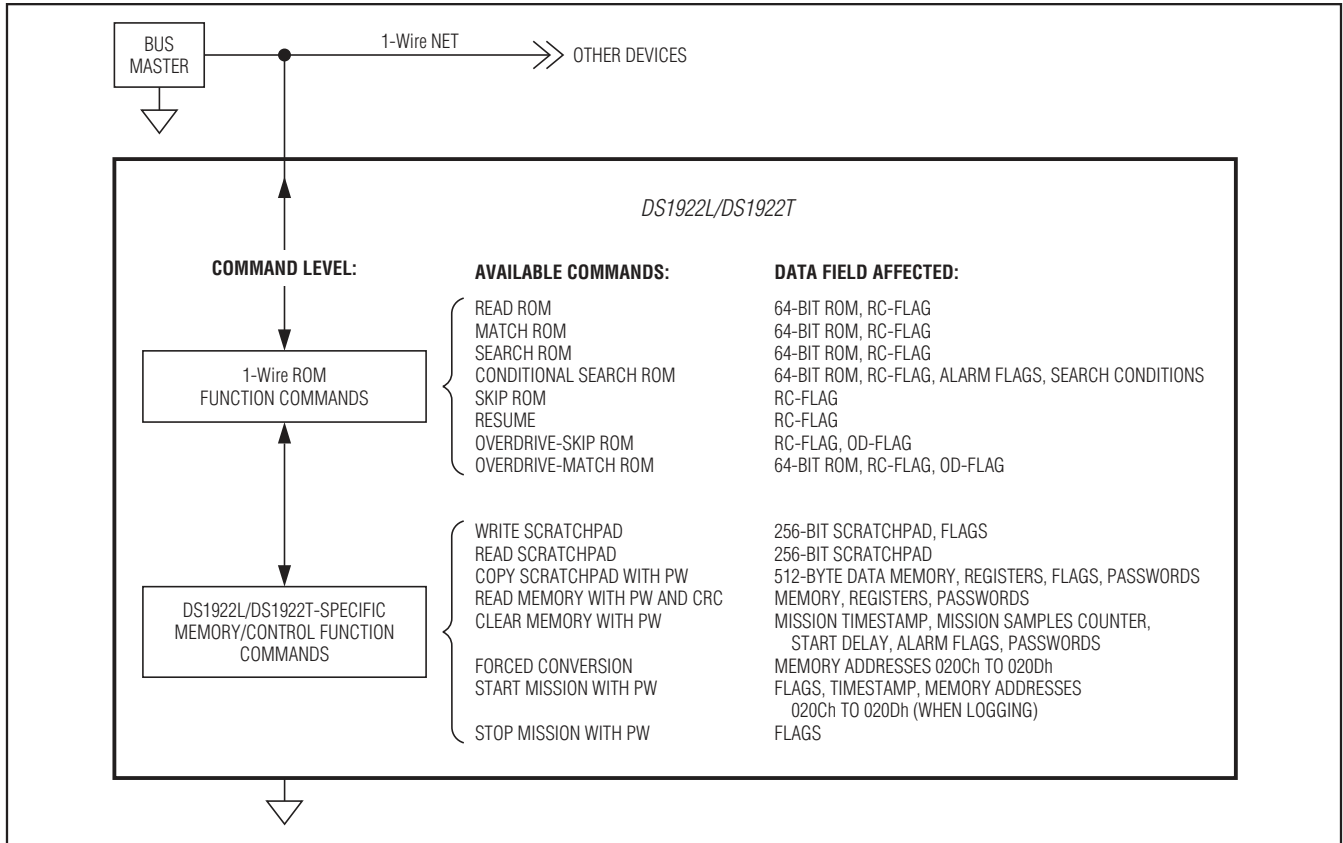 BUS
MASTER
1-Wire NET
OTHER DEVICES
DS1922L/DS1922T
COMMAND LEVEL:
AVAILABLE COMMANDS:
DATA FIELD AFFECTED:
1-Wire ROM
FUNCTION COMMANDS
READ ROM 64-BIT ROM, RC-FLAG
MATCH ROM 64-BIT ROM, RC-FLAG
SEARCH ROM 64-BIT ROM, RC-FLAG
CONDITIONAL SEARCH ROM 64-BIT ROM, RC-FLAG, ALARM FLAGS, SEARCH CONDITIONS
SKIP ROM RC-FLAG
RESUME RC-FLAG
OVERDRIVE-SKIP ROM RC-FLAG, OD-FLAG
OVERDRIVE-MATCH ROM 64-BIT ROM, RC-FLAG, OD-FLAG
DS1922L/DS1922T-SPECIFIC
MEMORY/CONTROL FUNCTION
COMMANDS
WRITE SCRATCHPAD 256-BIT SCRATCHPAD, FLAGS
READ SCRATCHPAD 256-BIT SCRATCHPAD
COPY SCRATCHPAD WITH PW 512-BYTE DATA MEMORY, REGISTERS, FLAGS, PASSWORDS
READ MEMORY WITH PW AND CRC MEMORY, REGISTERS, PASSWORDS
CLEAR MEMORY WITH PW MISSION TIMESTAMP, MISSION SAMPLES COUNTER,
START DELAY, ALARM FLAGS, PASSWORDS
FORCED CONVERSION MEMORY ADDRESSES 020Ch TO 020Dh
START MISSION WITH PW FLAGS, TIMESTAMP, MEMORY ADDRESSES
020Ch TO 020Dh (WHEN LOGGING)
STOP MISSION WITH PW FLAGS